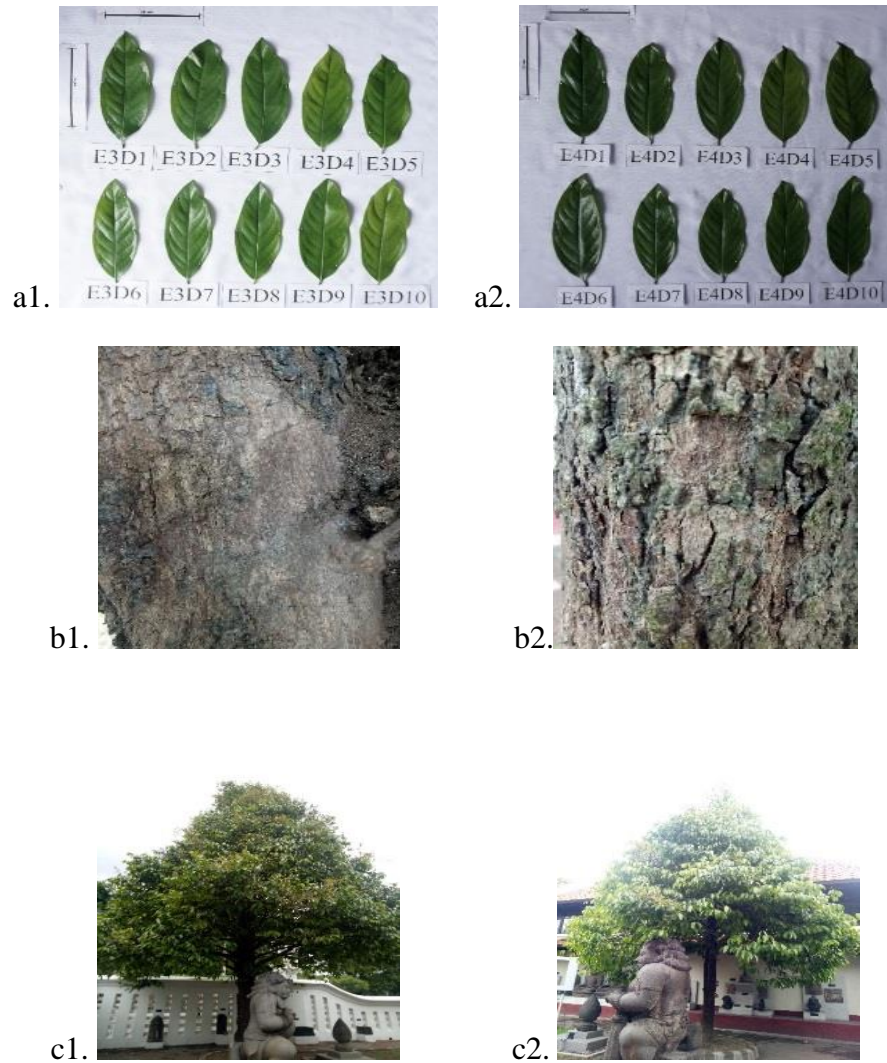 E3D1 E3D2 E3D3 E3D4 E3D5
E3D6 E3D7 E3D8 E3D9 E3D10
a1.
E4D1 E4D2 E4D3 E4D4 E4D5
E4D6 E4D7 E4D8 E4D9 E4D10
a2.
b1.
b2.
c1.
c2.